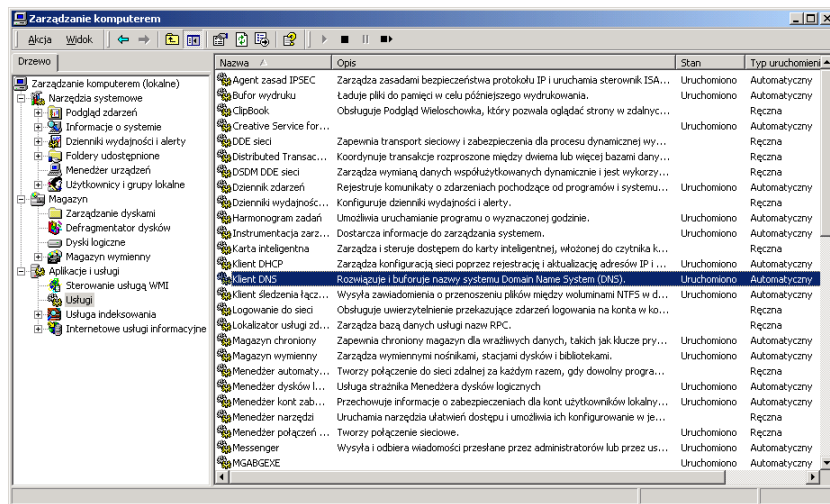 Zarządzanie komputerem
Akcja Widok
Drzewo
Zarządzanie komputerem (lokalne)
Narzędzia systemowe
Podgląd zdarzeń
Informacje o systemie
Dzienniki wydajności i alerty
Foldery udostępnione
Menedżer urządzeń
Użytkownicy i grupy lokalne
Magazyn
Zarządzanie dyskami
Defragmentator dysków
Dyski logiczne
Magazyn wymienny
Aplikacje i usługi
Sterowanie usługą WMI
Usługi
Usługa indeksowania
Internetowe usługi informacyjne
Nazwa Opis Stan Typ uruchomieni
Agent zasad IPSEC Zarządza zasadami bezpieczeństwa protokołu IP i uruchamia sterownik ISA... Uruchomiono Automatyczny
Bufor wydruku Ładuje pliki do pamięci w celu późniejszego wydrukowania. Uruchomiono Automatyczny
ClipBook Obsługuje Podgląd Wieloschowka, który pozwala oglądać strony w zdalnyc... Ręczna
Creative Service for... Uruchomiono Automatyczny
DDE sieci Zapewnia transport sieciowy i zabezpieczenia dla procesu dynamicznej wy... Ręczna
Distributed Transac... Koordynuje transakcje rozproszone między dwiema lub więcej bazami dany... Ręczna
DSDM DDE sieci Zarządza wymianą danych współużytkowanych dynamicznie i jest wykorzy... Ręczna
Dziennik zdarzeń Rejestruje komunikaty o zdarzeniach pochodzące od programów i systemu... Uruchomiono Automatyczny
Dzienniki wydajnośc... Konfiguruje dzienniki wydajności i alerty. Ręczna
Harmonogram zadań Umożliwia uruchamianie programu o wyznaczonej godzinie. Uruchomiono Automatyczny
Instrumentacja zarz... Dostarcza informacje do zarządzania systemem. Uruchomiono Automatyczny
Karta inteligentna Zarządza i steruje dostępem do karty inteligentnej, włożonej do czytnika k... Ręczna
Klient DHCP Zarządza konfiguracją sieci poprzez rejestrację i aktualizację adresów IP i ... Uruchomiono Automatyczny
Klient DNS Rozwiązuje i buforuje nazwy systemu Domain Name System (DNS). Uruchomiono Automatyczny
Klient śledzenia łącz... Wysyła zawiadomienia o przenoszeniu plików między woluminami NTFS w d... Uruchomiono Automatyczny
Logowanie do sieci Obsługuje uwierzytelnienie przekazujące zdarzeń logowania na konta w ko... Ręczna
Lokalizator usługi zd... Zarządza bazą danych usługi nazw RPC. Ręczna
Magazyn chroniony Zapewnia chroniony magazyn dla wrażliwych danych, takich jak klucze pry... Uruchomiono Automatyczny
Magazyn wymienny Zarządza wymiennymi nośnikami, stacjami dysków i bibliotekami. Uruchomiono Automatyczny
Menedżer automaty... Tworzy połączenie do sieci zdalnej za każdym razem, gdy dowolny progra... Ręczna
Menedżer dysków l... Usługa strażnika Menedżera dysków logicznych Uruchomiono Automatyczny
Menedżer kont zab... Przechowuje informacje o zabezpieczeniach dla kont użytkowników lokalny... Uruchomiono Automatyczny
Menedżer narzędzi Uruchamia narzędzia ułatwień dostępu i umożliwia ich konfigurowanie w je... Ręczna
Menedżer połączeń ... Tworzy połączenie sieciowe. Uruchomiono Ręczna
Messenger Wysyła i odbiera wiadomości przesłane przez administratorów lub przez us... Uruchomiono Automatyczny
MGABGEXE Uruchomiono Automatyczny